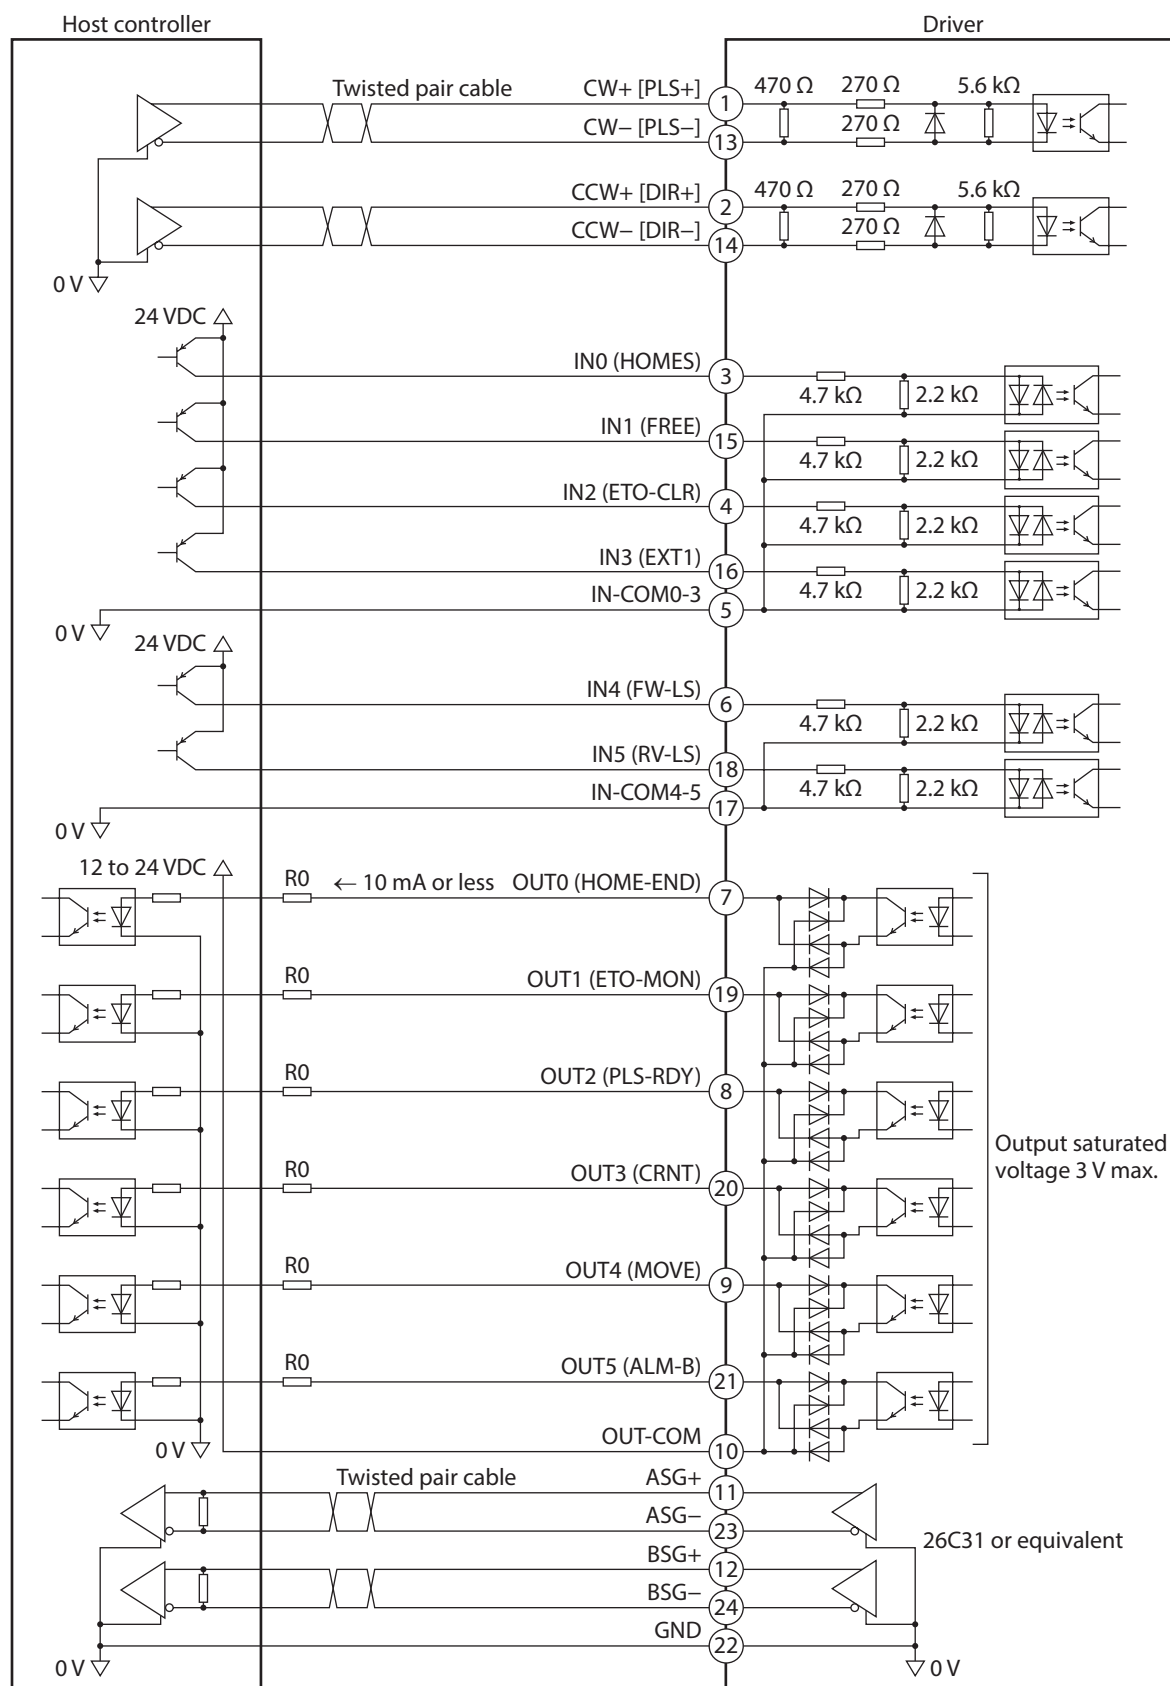 Host controller
Driver
Twisted pair cable
CW+ [PLS+]
1
470 Ω
270 Ω
5.6 kΩ
CW− [PLS−]
13
270 Ω
CCW+ [DIR+]
2
470 Ω
270 Ω
5.6 kΩ
CCW− [DIR−]
14
270 Ω
0 V
24 VDC
IN0 (HOMES)
3
4.7 kΩ
2.2 kΩ
IN1 (FREE)
15
4.7 kΩ
2.2 kΩ
IN2 (ETO-CLR)
4
4.7 kΩ
2.2 kΩ
IN3 (EXT1)
16
4.7 kΩ
2.2 kΩ
IN-COM0-3
5
0 V
24 VDC
IN4 (FW-LS)
6
4.7 kΩ
2.2 kΩ
IN5 (RV-LS)
18
4.7 kΩ
2.2 kΩ
IN-COM4-5
17
0 V
12 to 24 VDC
R0
← 10 mA or less
OUT0 (HOME-END)
7
R0
OUT1 (ETO-MON)
19
R0
OUT2 (PLS-RDY)
8
Output saturated
voltage 3 V max.
R0
OUT3 (CRNT)
20
R0
OUT4 (MOVE)
9
R0
OUT5 (ALM-B)
21
0 V
OUT-COM
10
Twisted pair cable
ASG+
11
ASG−
23
26C31 or equivalent
BSG+
12
BSG−
24
GND
22
0 V
0 V